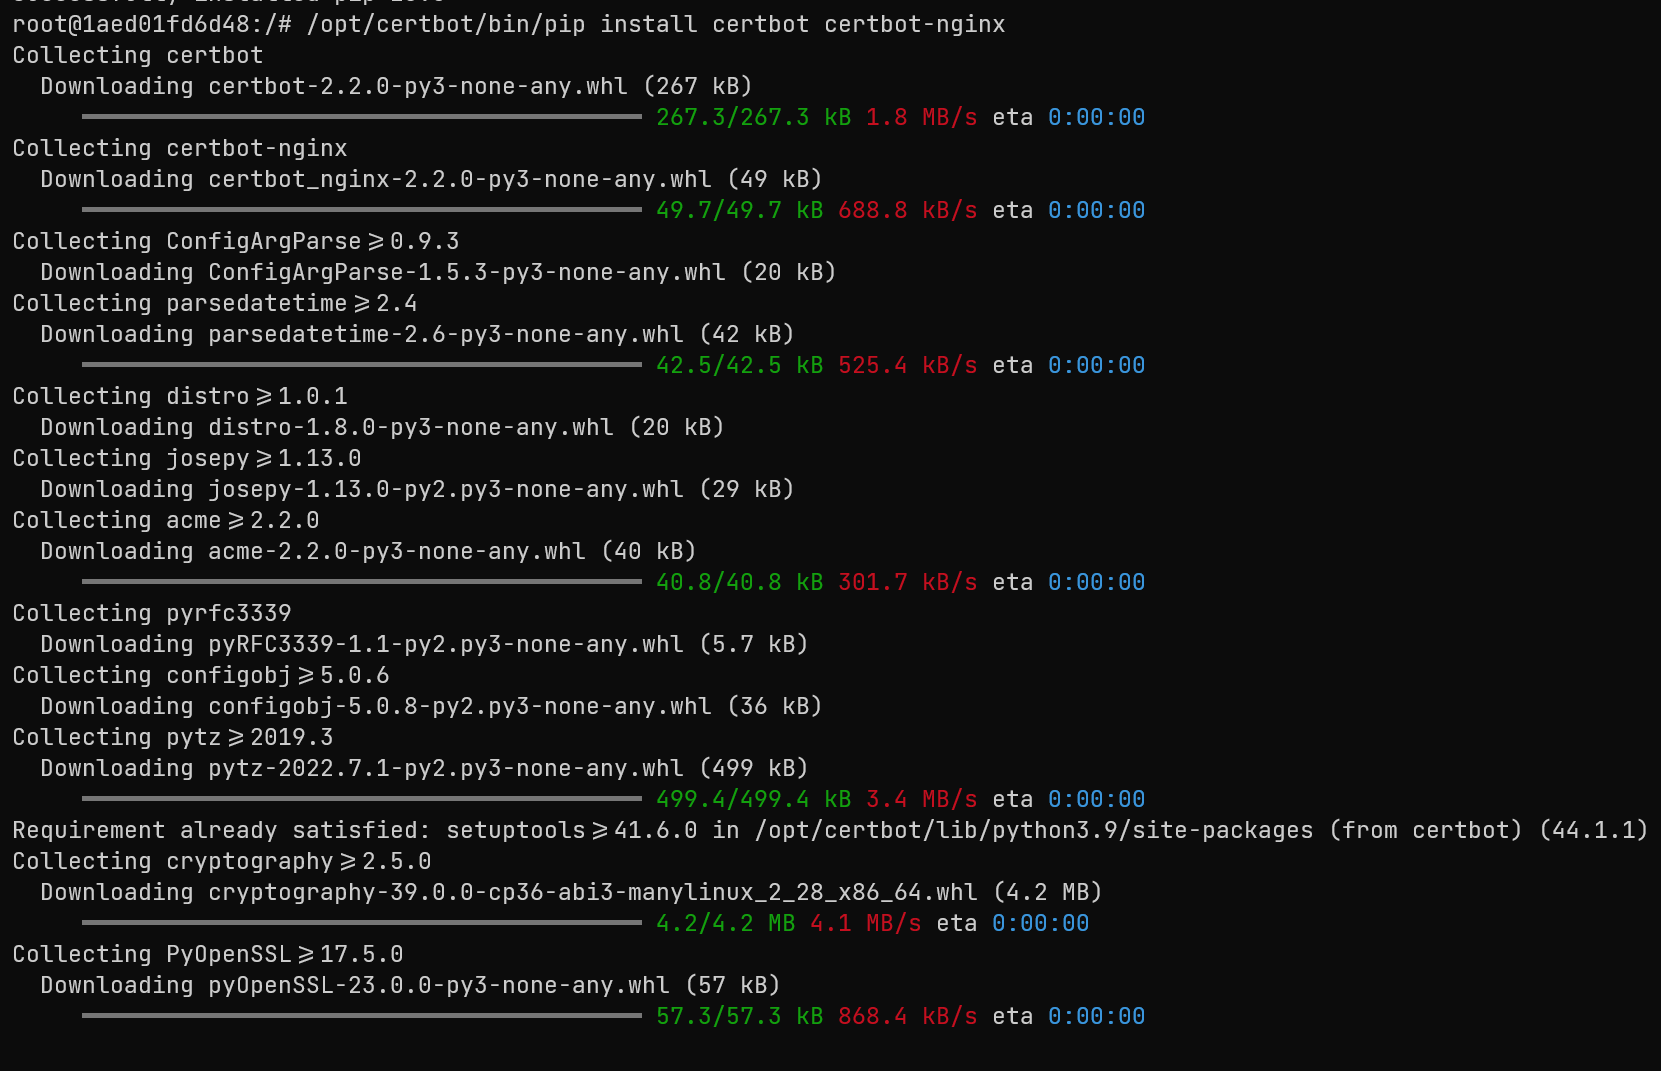 root@1aed01fd6d48:/# /opt/certbot/bin/pip install certbot certbot-nginx
Collecting certbot
  Downloading certbot-2.2.0-py3-none-any.whl (267 kB)
     267.3/267.3 kB 1.8 MB/s eta 0:00:00
Collecting certbot-nginx
  Downloading certbot_nginx-2.2.0-py3-none-any.whl (49 kB)
     49.7/49.7 kB 688.8 kB/s eta 0:00:00
Collecting ConfigArgParse>=0.9.3
  Downloading ConfigArgParse-1.5.3-py3-none-any.whl (20 kB)
Collecting parsedatetime>=2.4
  Downloading parsedatetime-2.6-py3-none-any.whl (42 kB)
     42.5/42.5 kB 525.4 kB/s eta 0:00:00
Collecting distro>=1.0.1
  Downloading distro-1.8.0-py3-none-any.whl (20 kB)
Collecting josepy>=1.13.0
  Downloading josepy-1.13.0-py2.py3-none-any.whl (29 kB)
Collecting acme>=2.2.0
  Downloading acme-2.2.0-py3-none-any.whl (40 kB)
     40.8/40.8 kB 301.7 kB/s eta 0:00:00
Collecting pyrfc3339
  Downloading pyRFC3339-1.1-py2.py3-none-any.whl (5.7 kB)
Collecting configobj>=5.0.6
  Downloading configobj-5.0.8-py2.py3-none-any.whl (36 kB)
Collecting pytz>=2019.3
  Downloading pytz-2022.7.1-py2.py3-none-any.whl (499 kB)
     499.4/499.4 kB 3.4 MB/s eta 0:00:00
Requirement already satisfied: setuptools>=41.6.0 in /opt/certbot/lib/python3.9/site-packages (from certbot) (44.1.1)
Collecting cryptography>=2.5.0
  Downloading cryptography-39.0.0-cp36-abi3-manylinux_2_28_x86_64.whl (4.2 MB)
     4.2/4.2 MB 4.1 MB/s eta 0:00:00
Collecting PyOpenSSL>=17.5.0
  Downloading pyOpenSSL-23.0.0-py3-none-any.whl (57 kB)
     57.3/57.3 kB 868.4 kB/s eta 0:00:00